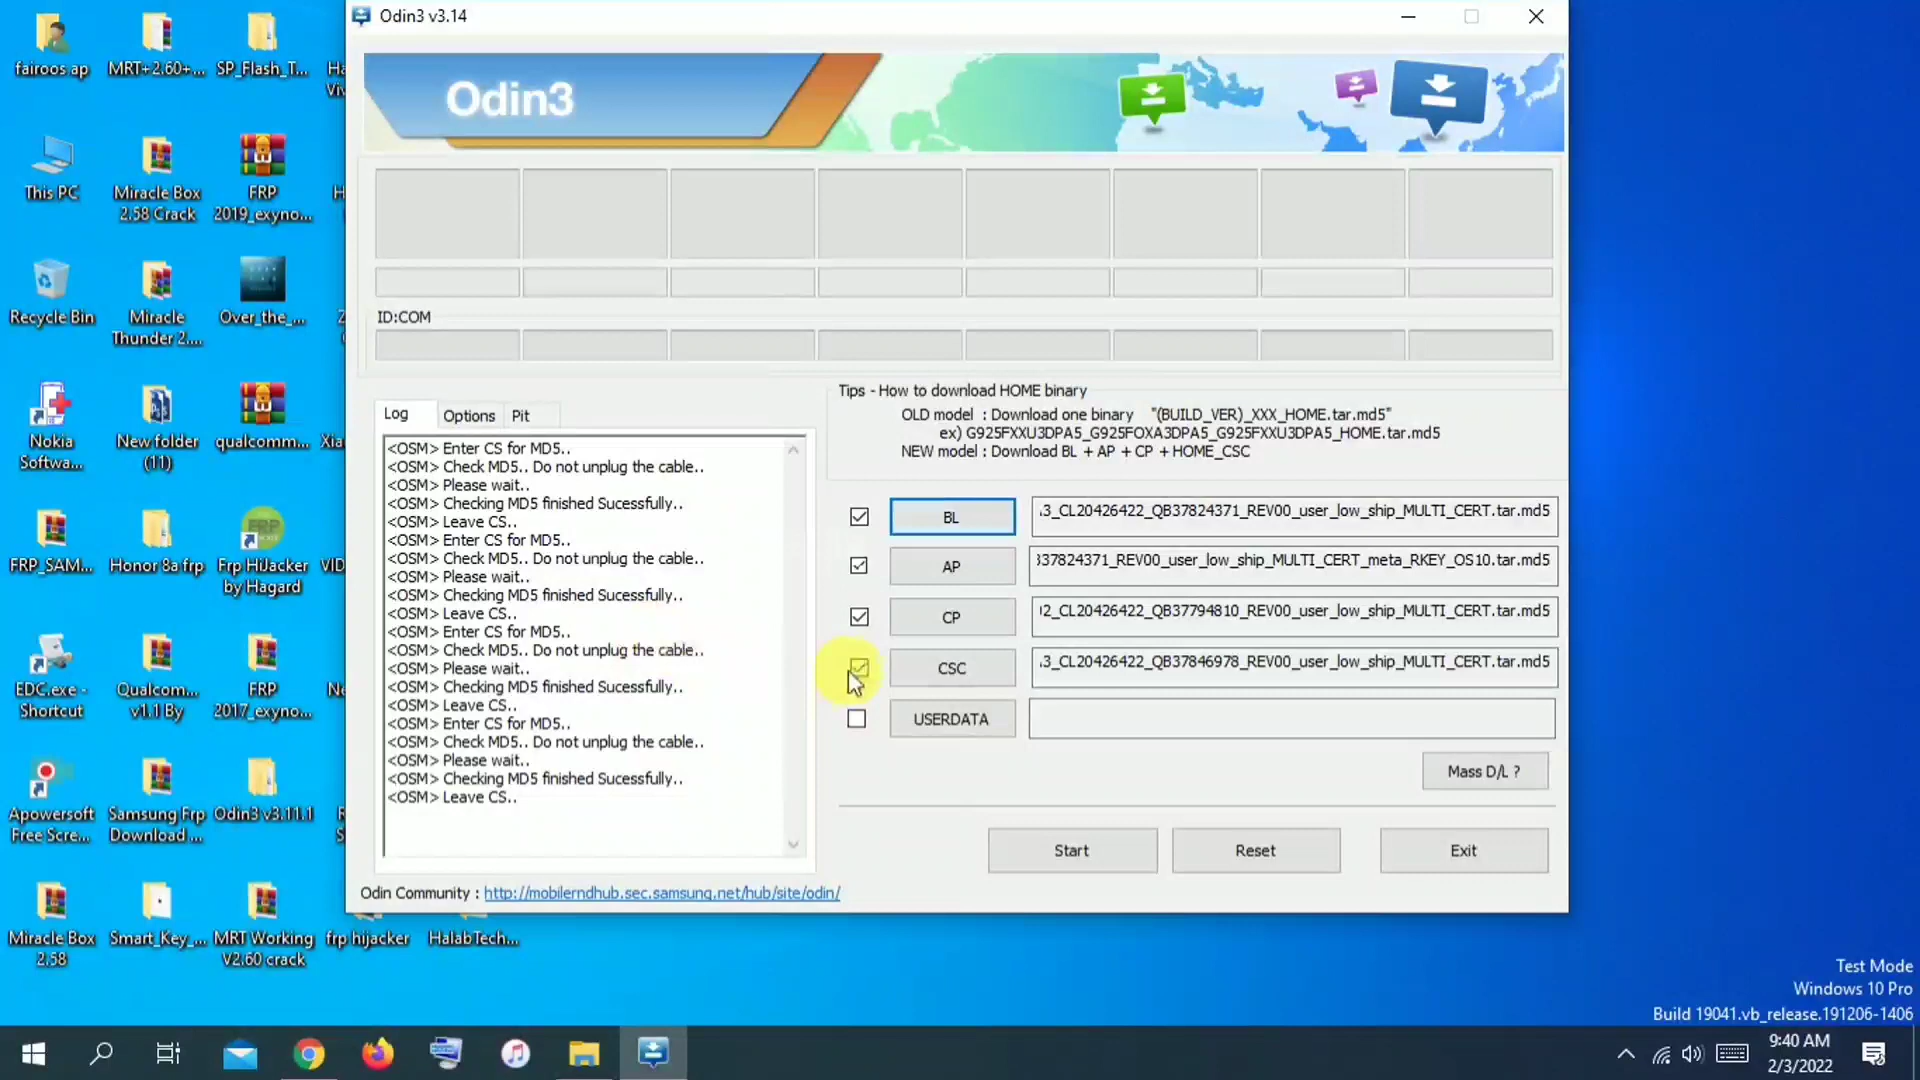 Odin3 v3.14
Odin3
ID:COM
Log
Options
Pit
<OSM> Enter CS for MD5..
<OSM> Check MD5.. Do not unplug the cable..
<OSM> Please wait..
<OSM> Checking MD5 finished Sucessfully..
<OSM> Leave CS..
<OSM> Enter CS for MD5..
<OSM> Check MD5.. Do not unplug the cable..
<OSM> Please wait..
<OSM> Checking MD5 finished Sucessfully..
<OSM> Leave CS..
<OSM> Enter CS for MD5..
<OSM> Check MD5.. Do not unplug the cable..
<OSM> Please wait..
<OSM> Checking MD5 finished Sucessfully..
<OSM> Leave CS..
<OSM> Enter CS for MD5..
<OSM> Check MD5.. Do not unplug the cable..
<OSM> Please wait..
<OSM> Checking MD5 finished Sucessfully..
<OSM> Leave CS..
Tips - How to download HOME binary
OLD model : Download one binary "(BUILD_VER)_XXX_HOME.tar.md5"
ex) G925FXXU3DPA5_G925FOXA3DPA5_G925FXXU3DPA5_HOME.tar.md5
NEW model : Download BL + AP + CP + HOME_CSC
BL
.3_CL20426422_QB37824371_REV00_user_low_ship_MULTI_CERT.tar.md5
AP
37824371_REV00_user_low_ship_MULTI_CERT_meta_RKEY_OS10.tar.md5
CP
2_CL20426422_QB37794810_REV00_user_low_ship_MULTI_CERT.tar.md5
CSC
.3_CL20426422_QB37846978_REV00_user_low_ship_MULTI_CERT.tar.md5
USERDATA
Mass D/L ?
Start
Reset
Exit
Odin Community : http://mobilerndhub.sec.samsung.net/hub/site/odin/
fairoos ap
MRT+2.60+...
SP_Flash_T...
Ha
Viv
This PC
Miracle Box
2.58 Crack
FRP
2019_exyno...
H
Recycle Bin
Miracle
Thunder 2....
Over_the_...
Z
Nokia
Softwa...
New folder
(11)
qualcomm...
Xia
FRP_SAM...
Honor 8a frp
Frp HiJacker
by Hagard
VID
EDC.exe -
Shortcut
Qualcom...
v1.1 By
FRP
2017_exyno...
Ne
Apowersoft
Free Scre...
Samsung Frp
Download ...
Odin3 v3.11.1
Miracle Box
2.58
Smart_Key_...
MRT Working
V2.60 crack
frp hijacker
HalabTech...
Test Mode
Windows 10 Pro
Build 19041.vb_release.191206-1406
9:40 AM
2/3/2022